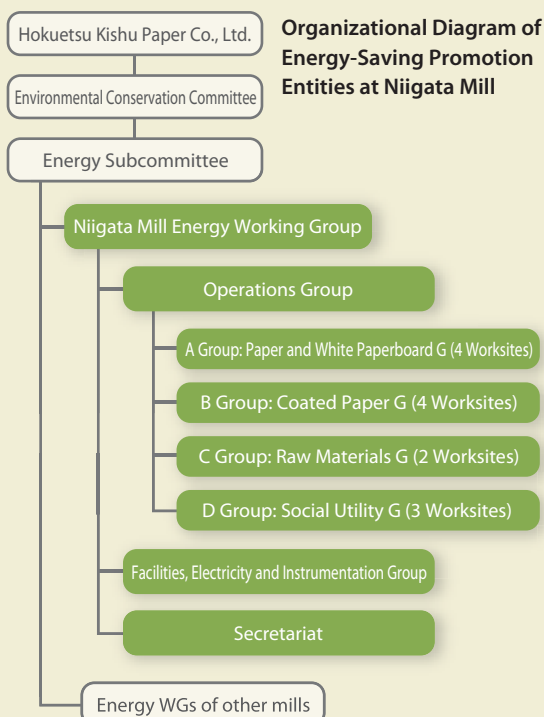 Hokuetsu Kishu Paper Co., Ltd.
Organizational Diagram of
Energy-Saving Promotion
Entities at Niigata Mill
Environmental Conservation Committee
Energy Subcommittee
Niigata Mill Energy Working Group
Operations Group
A Group: Paper and White Paperboard G (4 Worksites)
B Group: Coated Paper G (4 Worksites)
C Group: Raw Materials G (2 Worksites)
D Group: Social Utility G (3 Worksites)
Facilities, Electricity and Instrumentation Group
Secretariat
Energy WGs of other mills